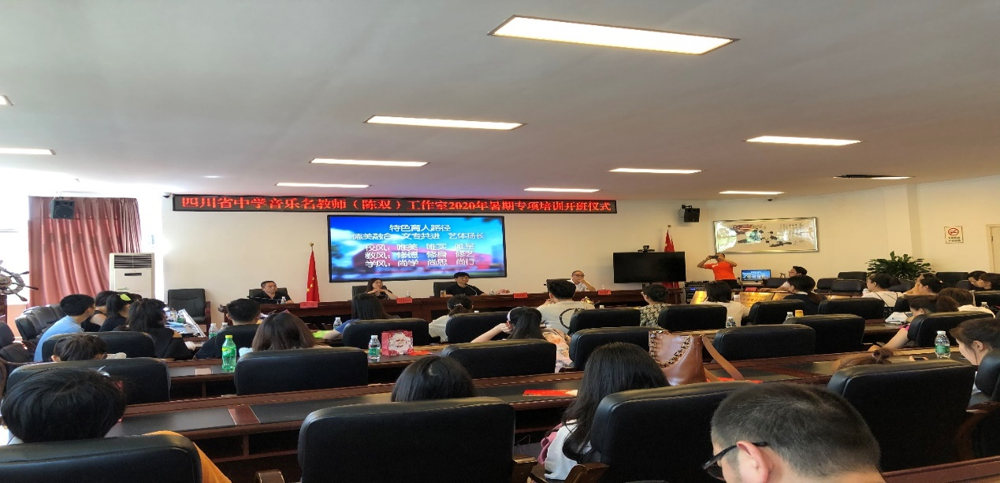 四川省中学音乐名教师（陈双）工作室2020年暑期专项培训开班仪式
特色育人路径
德美融合 文专共进 艺体扬长
校风：唯美 唯实 唯星
教风：修德 修身 修艺
学风：尚学 尚思 尚行